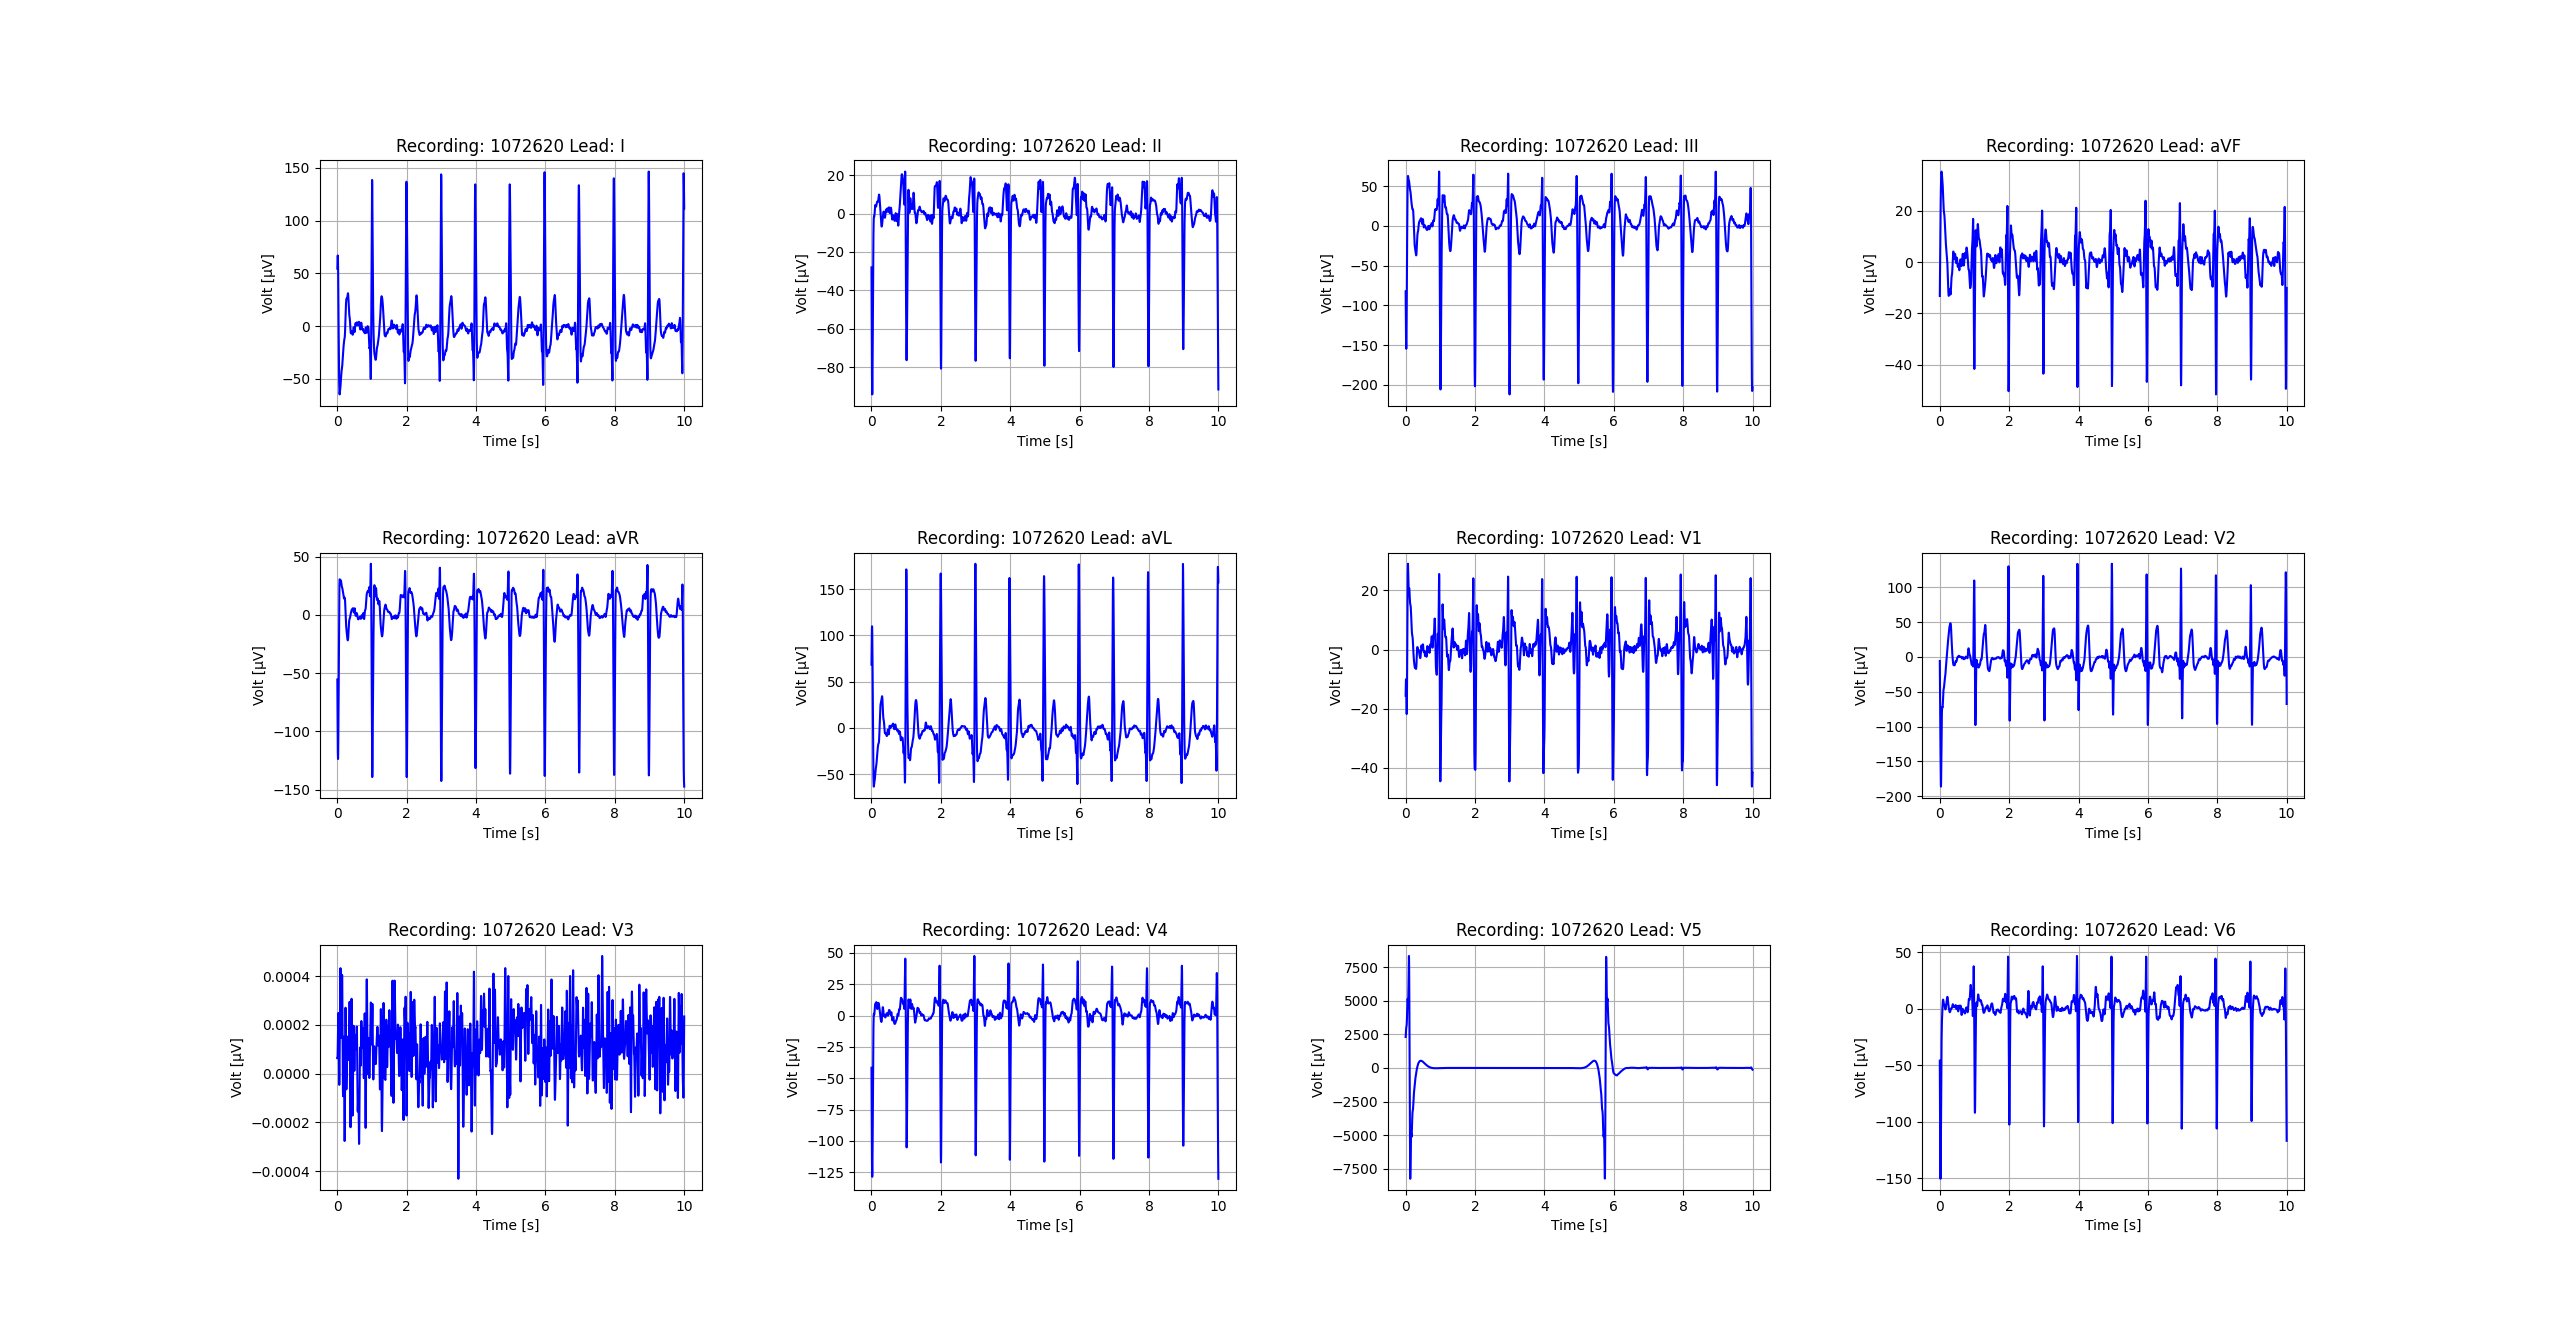 Recording: 1072620 Lead: I
150
100
50
0
−50
Volt [µV]
0 2 4 6 8 10
Time [s]
Recording: 1072620 Lead: II
20
0
−20
−40
−60
−80
Volt [µV]
0 2 4 6 8 10
Time [s]
Recording: 1072620 Lead: III
50
0
−50
−100
−150
−200
Volt [µV]
0 2 4 6 8 10
Time [s]
Recording: 1072620 Lead: aVF
20
0
−20
−40
Volt [µV]
0 2 4 6 8 10
Time [s]
Recording: 1072620 Lead: aVR
50
0
−50
−100
−150
Volt [µV]
0 2 4 6 8 10
Time [s]
Recording: 1072620 Lead: aVL
150
100
50
0
−50
Volt [µV]
0 2 4 6 8 10
Time [s]
Recording: 1072620 Lead: V1
20
0
−20
−40
Volt [µV]
0 2 4 6 8 10
Time [s]
Recording: 1072620 Lead: V2
100
50
0
−50
−100
−150
−200
Volt [µV]
0 2 4 6 8 10
Time [s]
Recording: 1072620 Lead: V3
0.0004
0.0002
0.0000
−0.0002
−0.0004
Volt [µV]
0 2 4 6 8 10
Time [s]
Recording: 1072620 Lead: V4
50
25
0
−25
−50
−75
−100
−125
Volt [µV]
0 2 4 6 8 10
Time [s]
Recording: 1072620 Lead: V5
7500
5000
2500
0
−2500
−5000
−7500
Volt [µV]
0 2 4 6 8 10
Time [s]
Recording: 1072620 Lead: V6
50
0
−50
−100
−150
Volt [µV]
0 2 4 6 8 10
Time [s]